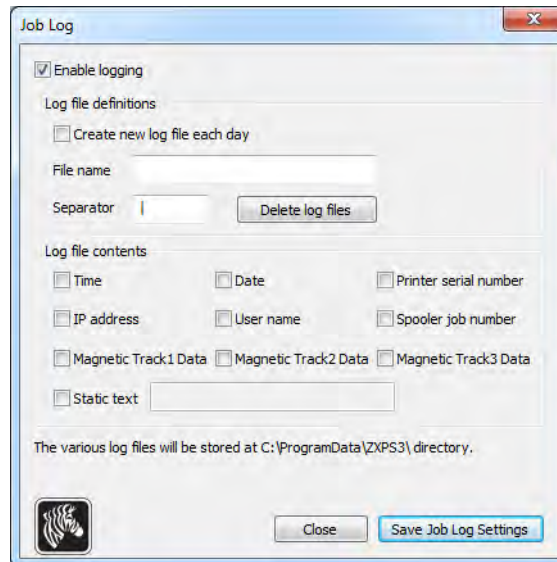 Job Log
Enable logging
Log file definitions
Create new log file each day
File name
Separator Delete log files
Log file contents
Time Date Printer serial number
IP address User name Spooler job number
Magnetic Track1 Data Magnetic Track2 Data Magnetic Track3 Data
Static text
The various log files will be stored at C:\ProgramData\ZXPS3\ directory.
Close Save Job Log Settings